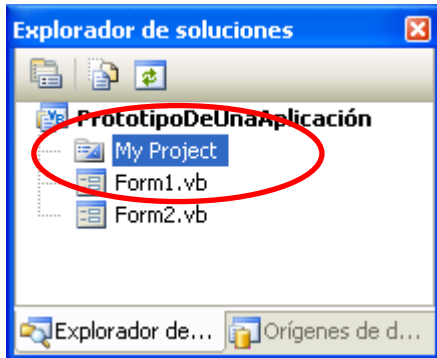 Explorador de soluciones
PrototipoDeUnaAplicación
My Project
Form1.vb
Form2.vb
Explorador de... Orígenes de d...